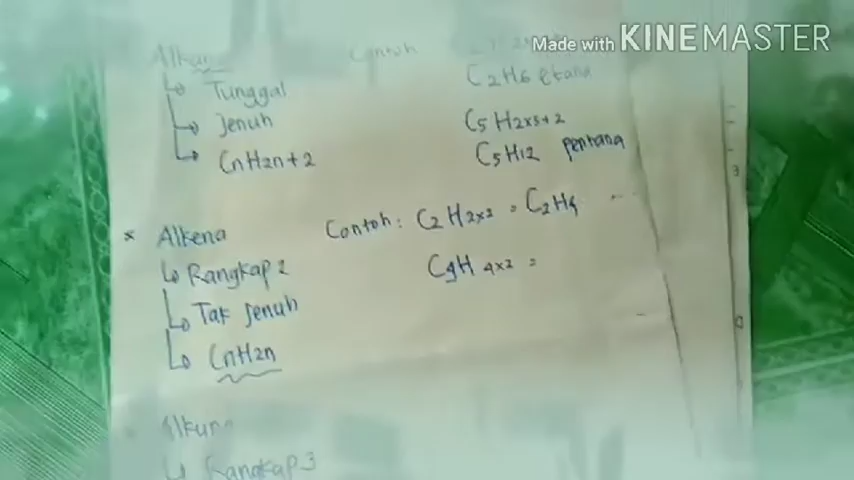 Made with KINEMASTER
Alkana Contoh
Tunggal C2H6 etana
Jenuh C5H2x5+2
CnH2n+2 C5H12 pentana
* Alkena Contoh: C2H2x2 = C2H4
Rangkap 2 C4H4x2 =
Tak Jenuh
CnH2n
Alkuna
Rangkap 3